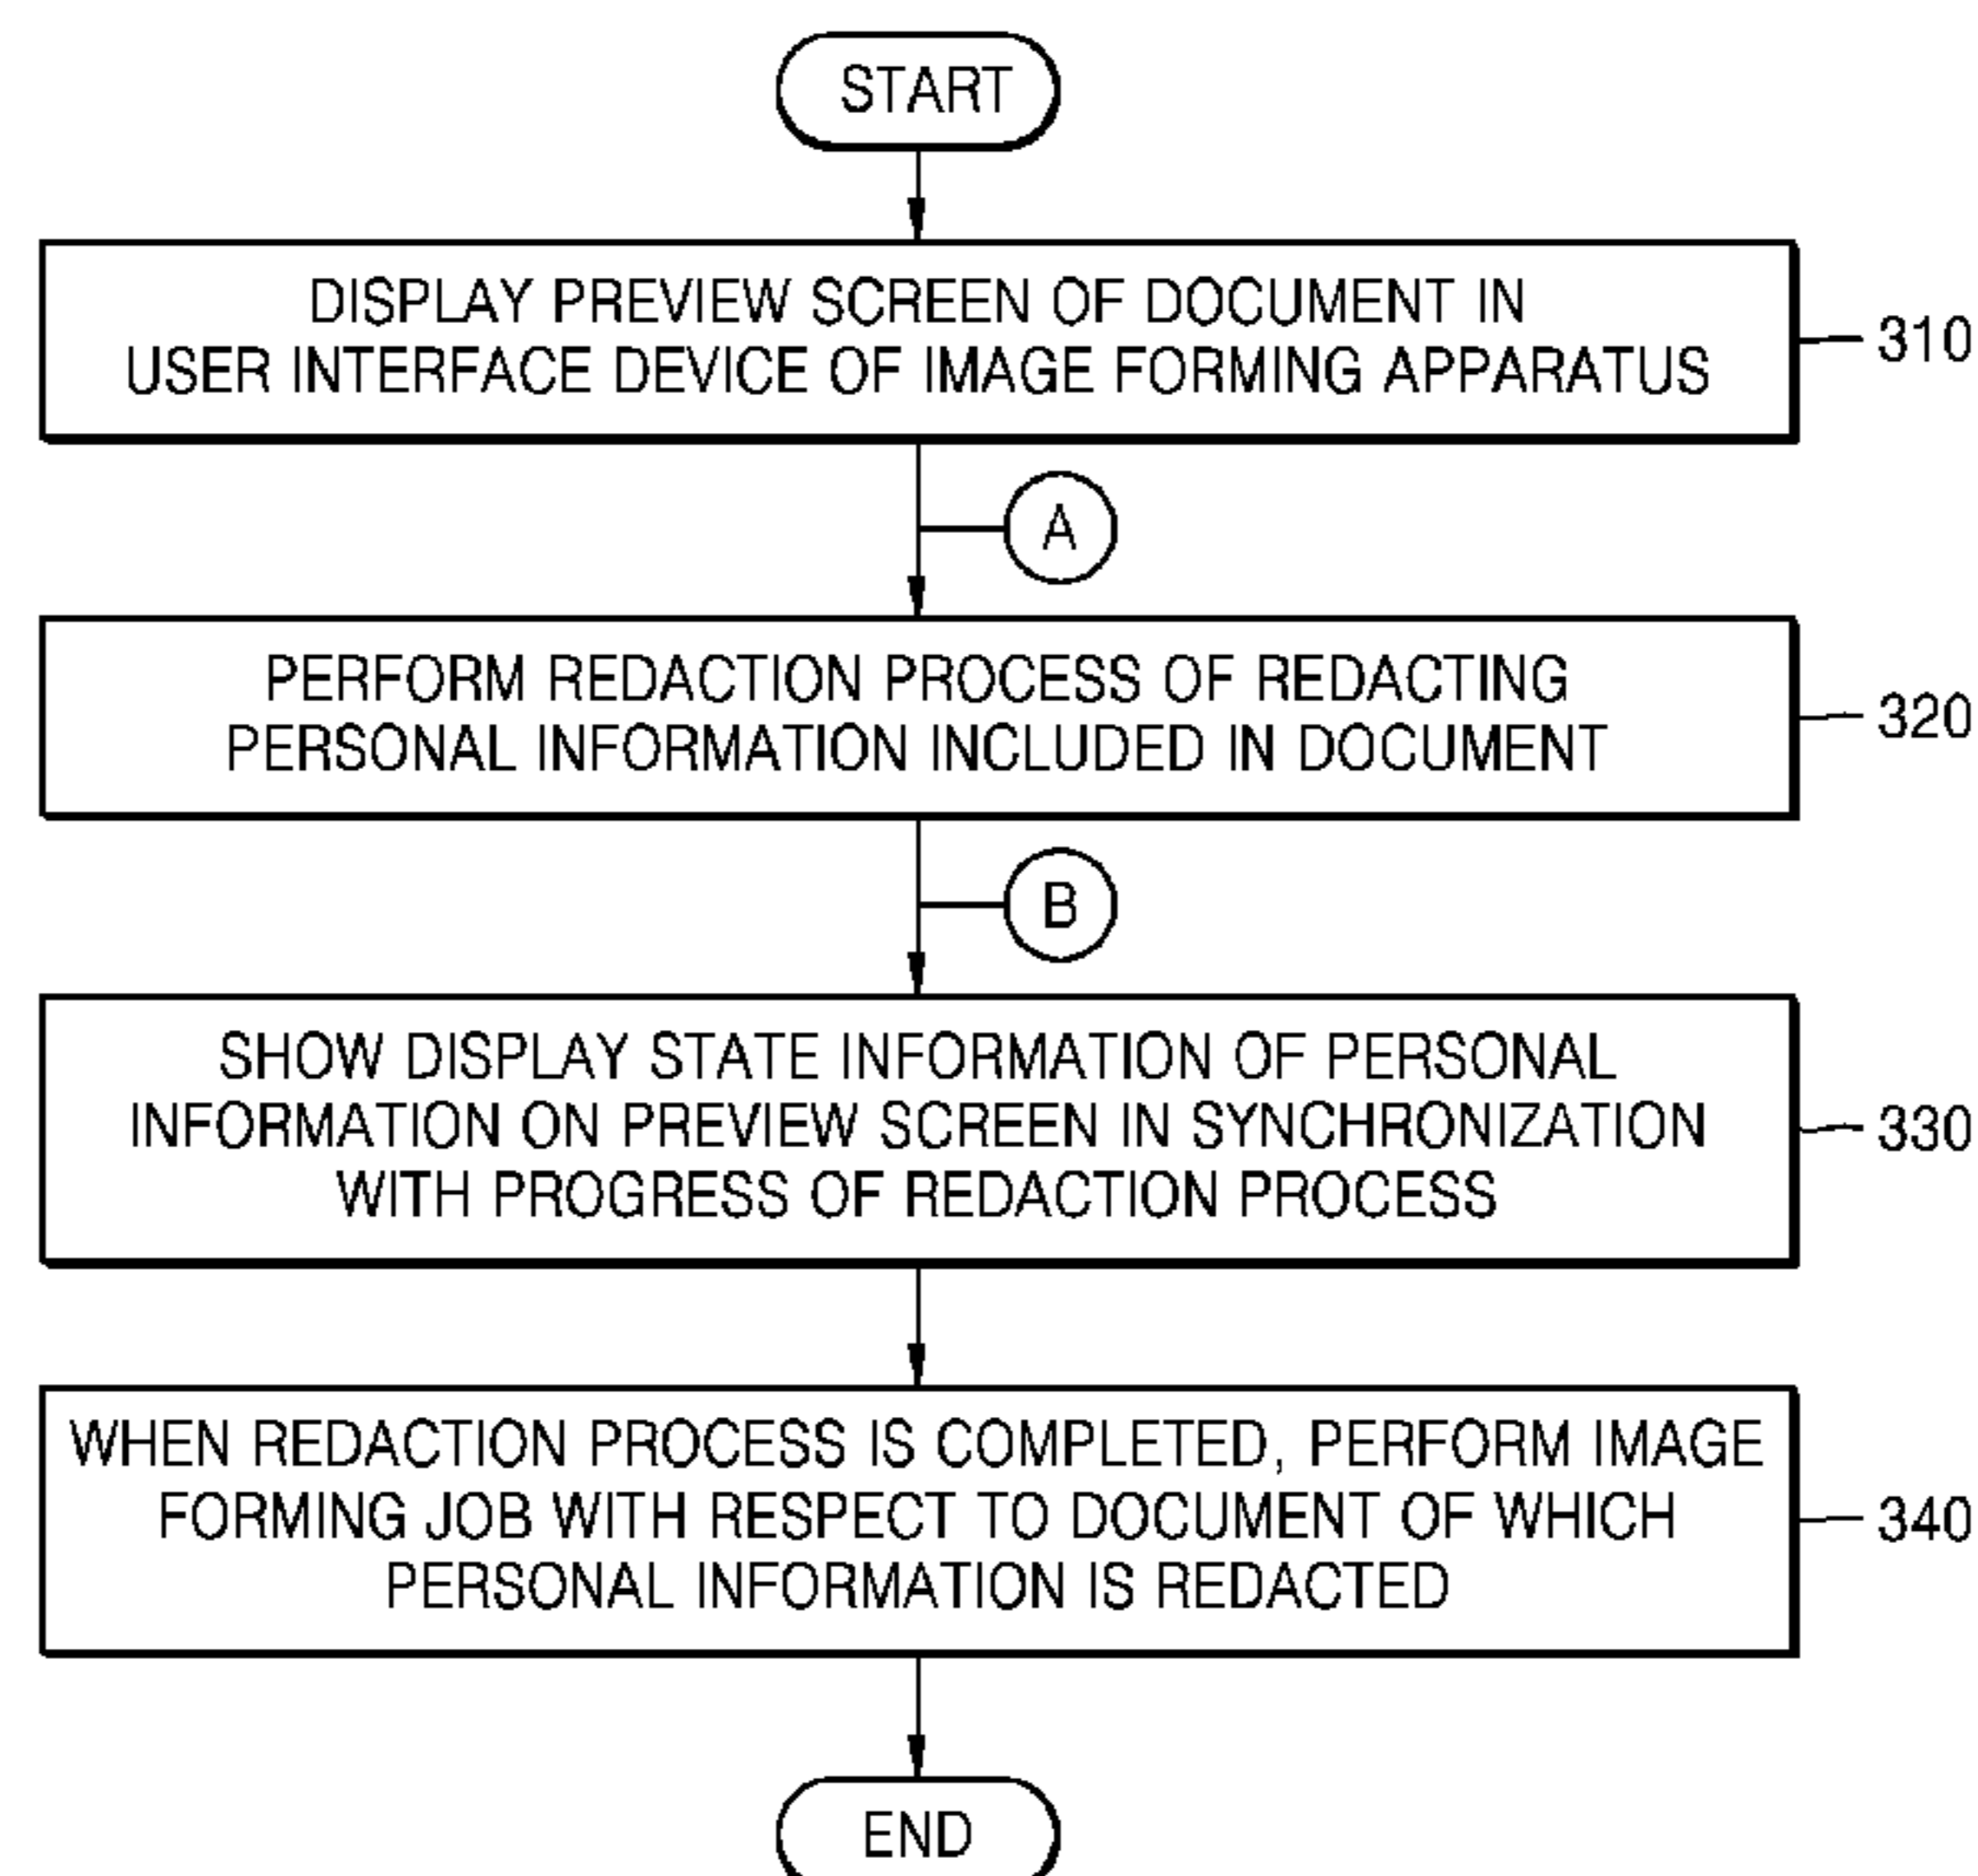 START
DISPLAY PREVIEW SCREEN OF DOCUMENT IN
USER INTERFACE DEVICE OF IMAGE FORMING APPARATUS
310
A
PERFORM REDACTION PROCESS OF REDACTING
PERSONAL INFORMATION INCLUDED IN DOCUMENT
320
B
SHOW DISPLAY STATE INFORMATION OF PERSONAL
INFORMATION ON PREVIEW SCREEN IN SYNCHRONIZATION
WITH PROGRESS OF REDACTION PROCESS
330
WHEN REDACTION PROCESS IS COMPLETED, PERFORM IMAGE
FORMING JOB WITH RESPECT TO DOCUMENT OF WHICH
PERSONAL INFORMATION IS REDACTED
340
END